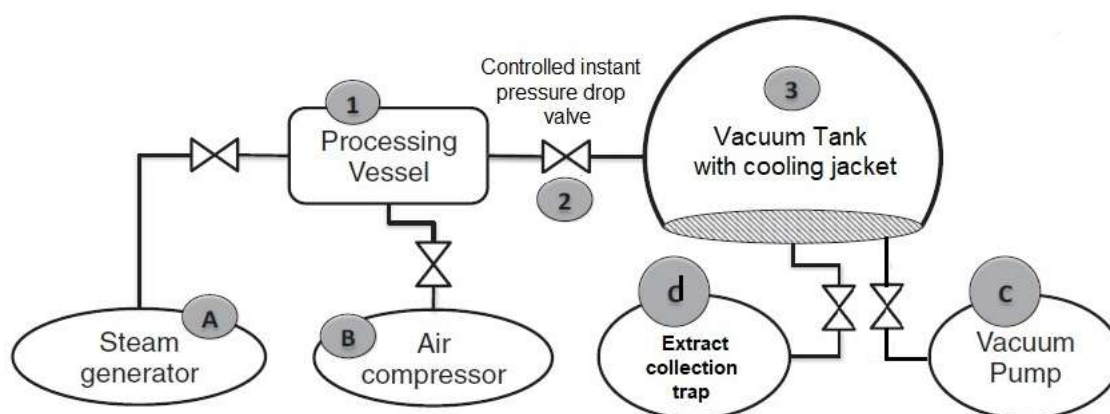 Controlled instant
pressure drop
valve
1
Processing
Vessel
2
3
Vacuum Tank
with cooling jacket
A
Steam
generator
B
Air
compressor
d
Extract
collection
trap
C
Vacuum
Pump